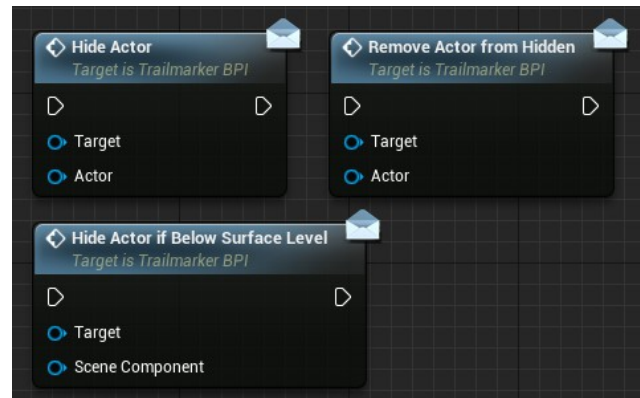 Hide Actor
Target is Trailmarker BPI
Target
Actor
Remove Actor from Hidden
Target is Trailmarker BPI
Target
Actor
Hide Actor if Below Surface Level
Target is Trailmarker BPI
Target
Scene Component